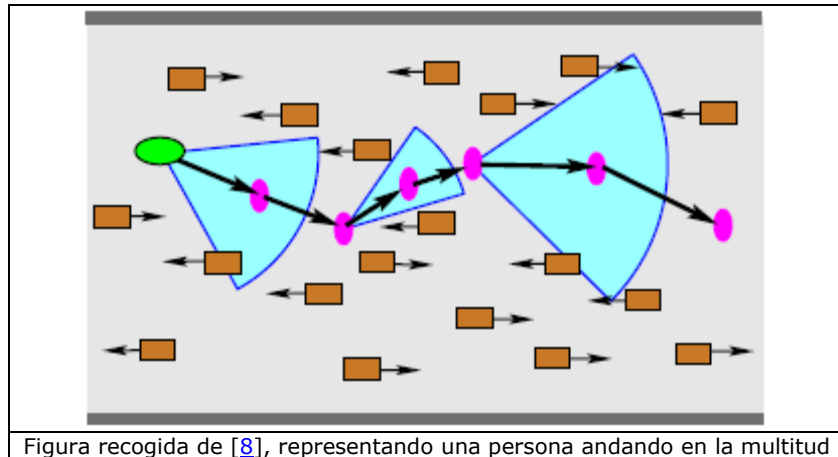 Figura recogida de [8], representando una persona andando en la multitud